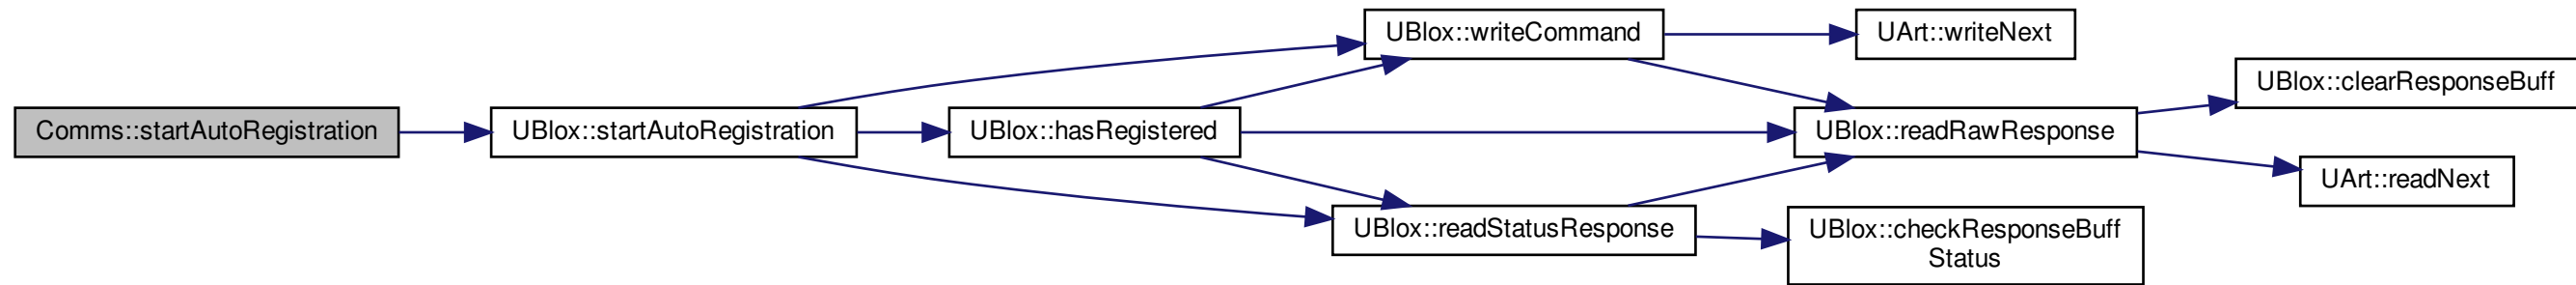 Comms::startAutoRegistration
UBlox::startAutoRegistration
UBlox::hasRegistered
UBlox::writeCommand
UBlox::readStatusResponse
UArt::writeNext
UBlox::readRawResponse
UBlox::checkResponseBuff
Status
UBlox::clearResponseBuff
UArt::readNext